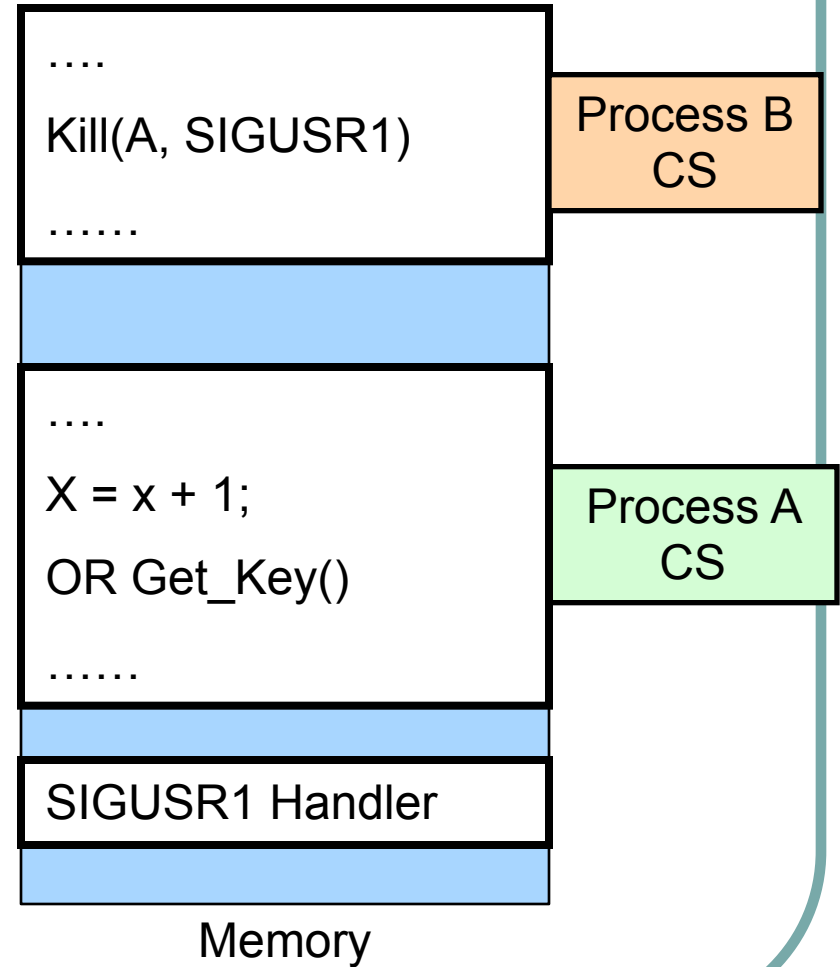 ….
Kill(A, SIGUSR1)
……
Process B
CS
….
X = x + 1;
OR Get_Key()
……
Process A
CS
SIGUSR1 Handler
Memory